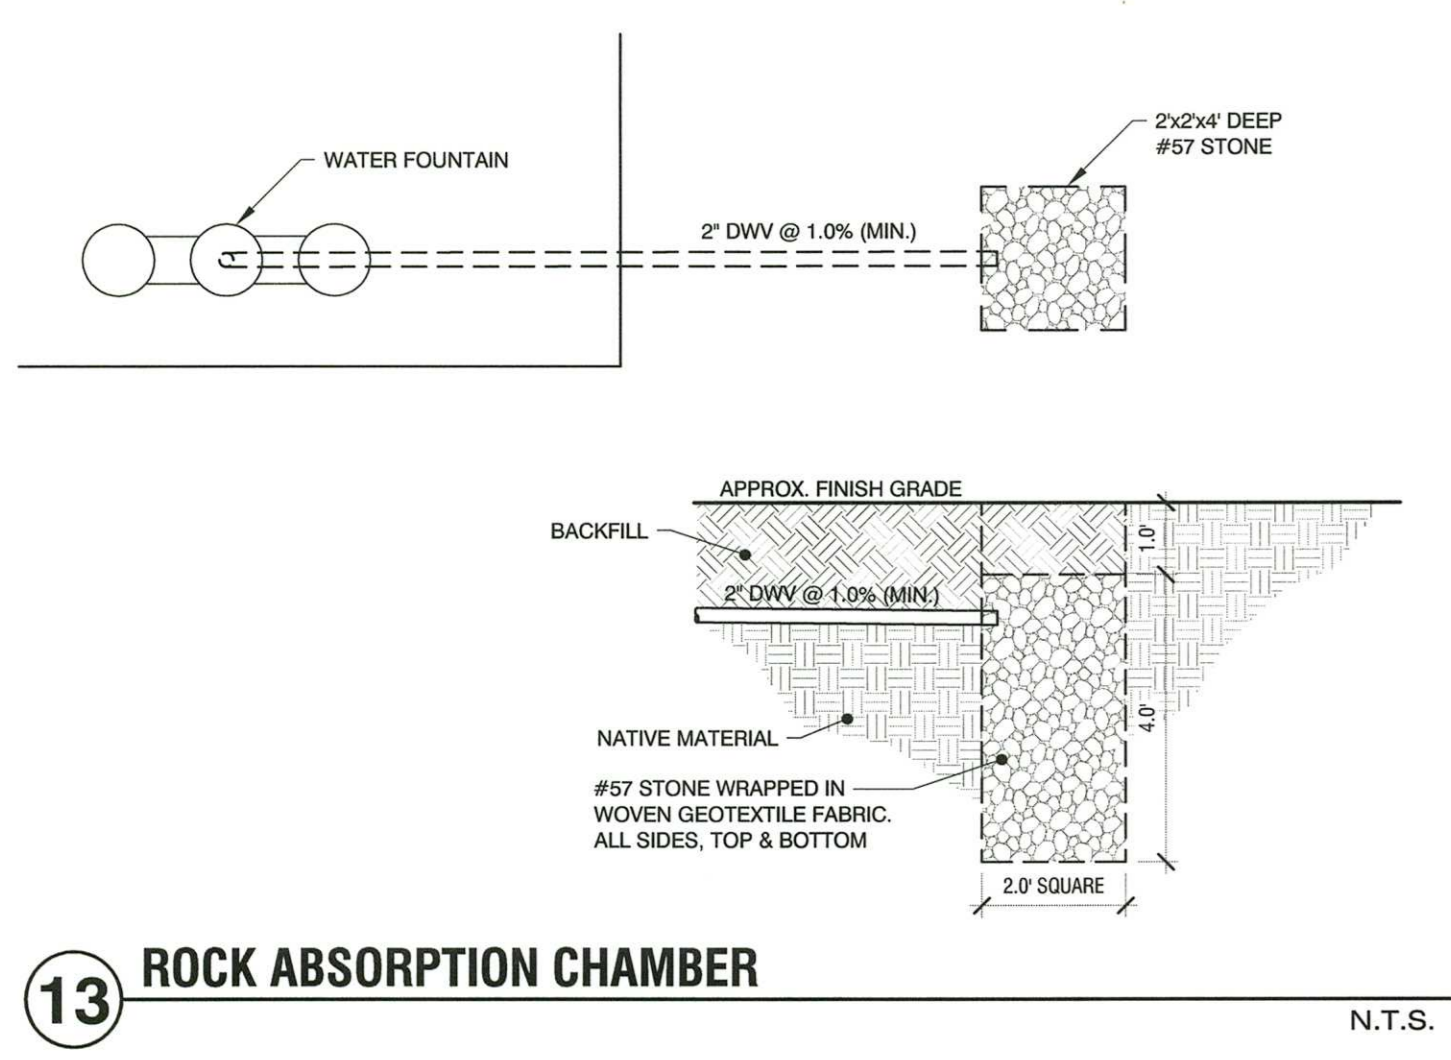 WATER FOUNTAIN
2'x2'x4' DEEP
#57 STONE
2" DWV @ 1.0% (MIN.)
APPROX. FINISH GRADE
BACKFILL
1.0'
2" DWV @ 1.0% (MIN.)
4.0'
NATIVE MATERIAL
#57 STONE WRAPPED IN
WOVEN GEOTEXTILE FABRIC.
ALL SIDES, TOP & BOTTOM
2.0' SQUARE
13
ROCK ABSORPTION CHAMBER
N.T.S.